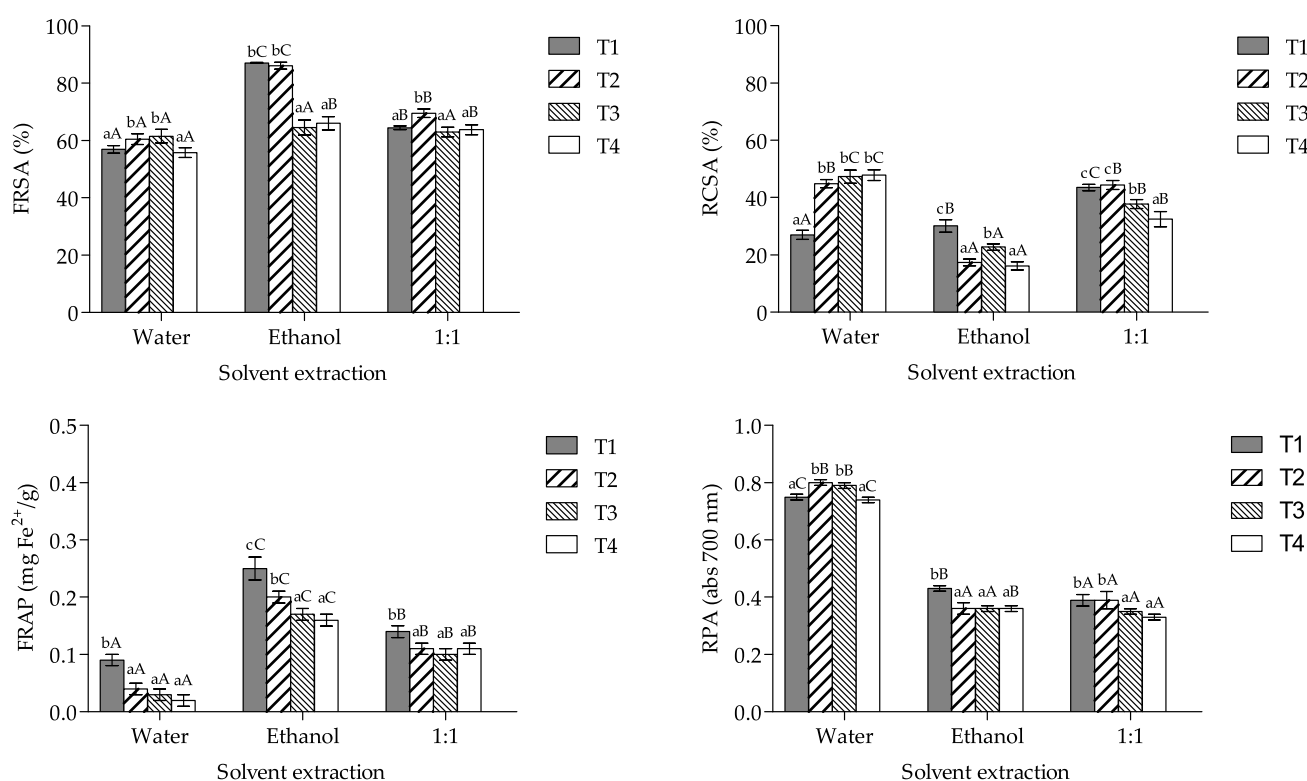 FRSA (%)
100
80
60
40
20
0
aA bA bA aA
bC bC aA aB
aB bB aA aB
Water Ethanol 1:1
Solvent extraction
T1
T2
T3
T4
RCSA (%)
100
80
60
40
20
0
aA bB bC bC
cB aA bA aA
cC cB bB aB
Water Ethanol 1:1
Solvent extraction
T1
T2
T3
T4
FRAP (mg Fe²⁺/g)
0.5
0.4
0.3
0.2
0.1
0.0
bA aA aA aA
cC bC aC aC
bB aB aB aB
Water Ethanol 1:1
Solvent extraction
T1
T2
T3
T4
RPA (abs 700 nm)
1.0
0.8
0.6
0.4
0.2
0.0
aC bB bB aC
bB aA aA aB
bA bA aA aA
Water Ethanol 1:1
Solvent extraction
T1
T2
T3
T4